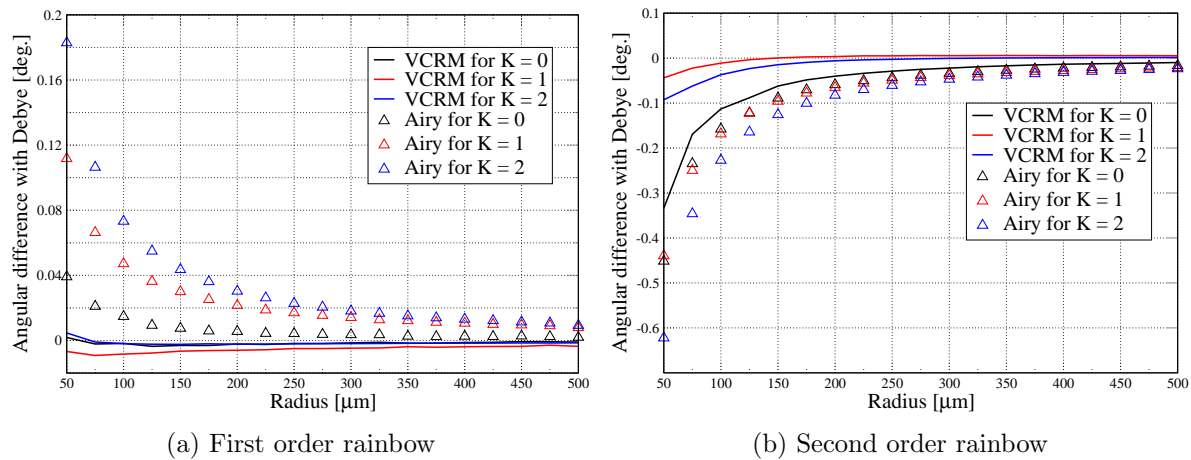 0.2
0.16
0.12
0.08
0.04
0
Angular difference with Debye [deg.]
VCRM for K = 0
VCRM for K = 1
VCRM for K = 2
Airy for K = 0
Airy for K = 1
Airy for K = 2
50 100 150 200 250 300 350 400 450 500
Radius [μm]
(a) First order rainbow
0.1
0
-0.1
-0.2
-0.3
-0.4
-0.5
-0.6
Angular difference with Debye [deg.]
VCRM for K = 0
VCRM for K = 1
VCRM for K = 2
Airy for K = 0
Airy for K = 1
Airy for K = 2
50 100 150 200 250 300 350 400 450 500
Radius [μm]
(b) Second order rainbow